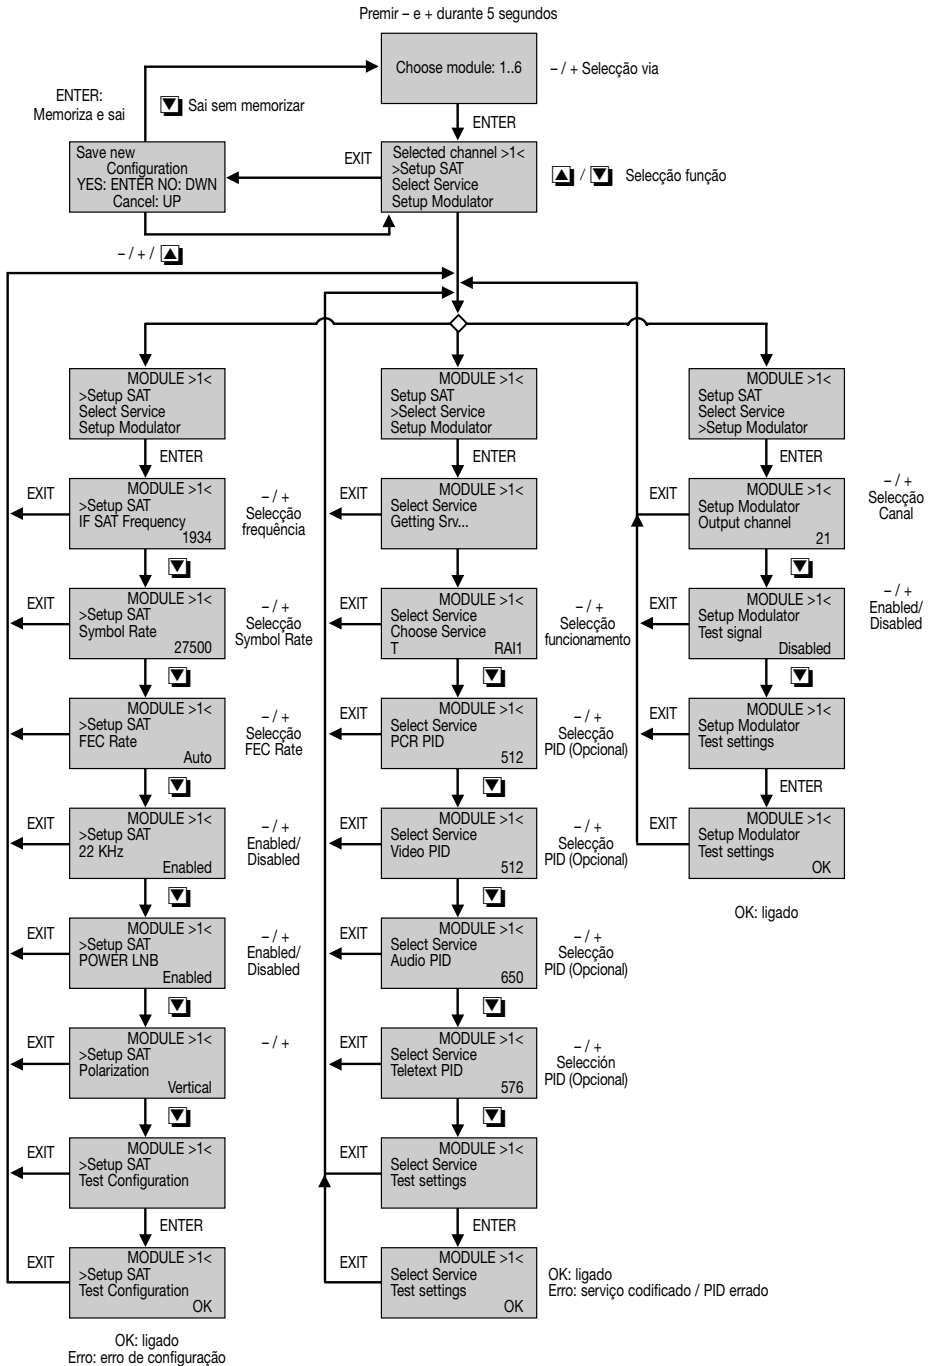 Premir – e + durante 5 segundos
Choose module: 1..6
– / + Selecção via
ENTER:
Memoriza e sai
Sai sem memorizar
ENTER
Save new
Configuration
YES: ENTER NO: DWN
Cancel: UP
EXIT
Selected channel >1<
>Setup SAT
Select Service
Setup Modulator
/
Selecção função
– / + /
MODULE >1<
>Setup SAT
Select Service
Setup Modulator
ENTER
EXIT
MODULE >1<
>Setup SAT
IF SAT Frequency
1934
– / +
Selecção
frequência
EXIT
MODULE >1<
>Setup SAT
Symbol Rate
27500
– / +
Selecção
Symbol Rate
EXIT
MODULE >1<
>Setup SAT
FEC Rate
Auto
– / +
Selecção
FEC Rate
EXIT
MODULE >1<
>Setup SAT
22 KHz
Enabled
– / +
Enabled/
Disabled
EXIT
MODULE >1<
>Setup SAT
POWER LNB
Enabled
– / +
Enabled/
Disabled
EXIT
MODULE >1<
>Setup SAT
Polarization
Vertical
– / +
EXIT
MODULE >1<
>Setup SAT
Test Configuration
ENTER
EXIT
MODULE >1<
>Setup SAT
Test Configuration
OK
OK: ligado
Erro: erro de configuração
MODULE >1<
Setup SAT
>Select Service
Setup Modulator
ENTER
EXIT
MODULE >1<
Select Service
Getting Srv...
EXIT
MODULE >1<
Select Service
Choose Service
T RAI1
– / +
Selecção
funcionamento
EXIT
MODULE >1<
Select Service
PCR PID
512
– / +
Selecção
PID (Opcional)
EXIT
MODULE >1<
Select Service
Video PID
512
– / +
Selecção
PID (Opcional)
EXIT
MODULE >1<
Select Service
Audio PID
650
– / +
Selecção
PID (Opcional)
EXIT
MODULE >1<
Select Service
Teletext PID
576
– / +
Selección
PID (Opcional)
EXIT
MODULE >1<
Select Service
Test settings
ENTER
EXIT
MODULE >1<
Select Service
Test settings
OK
OK: ligado
Erro: serviço codificado / PID errado
MODULE >1<
Setup SAT
Select Service
>Setup Modulator
ENTER
EXIT
MODULE >1<
Setup Modulator
Output channel
21
– / +
Selecção
Canal
EXIT
MODULE >1<
Setup Modulator
Test signal
Disabled
– / +
Enabled/
Disabled
EXIT
MODULE >1<
Setup Modulator
Test settings
ENTER
EXIT
MODULE >1<
Setup Modulator
Test settings
OK
OK: ligado